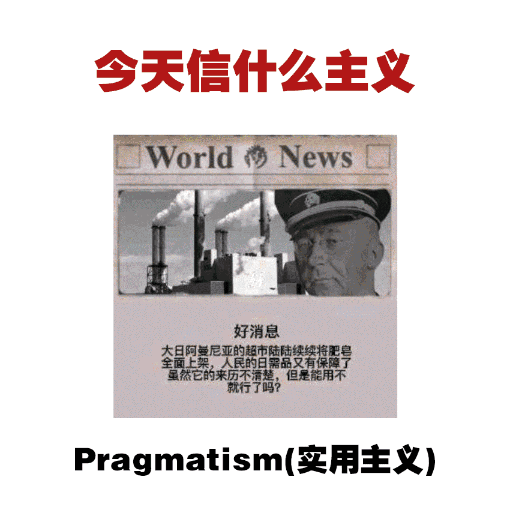 今天信什么主义
World News
好消息
大日阿曼尼亚的超市陆陆续续将肥皂
全面上架，人民的日需品又有保障了
虽然它的来历不清楚，但是能用不
就行了吗？
Pragmatism(实用主义)